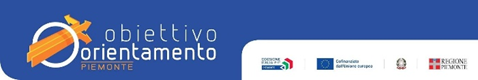 obiettivo
orientamento
PIEMONTE
Cofinanziato
dall'Unione europea
REGIONE
PIEMONTE